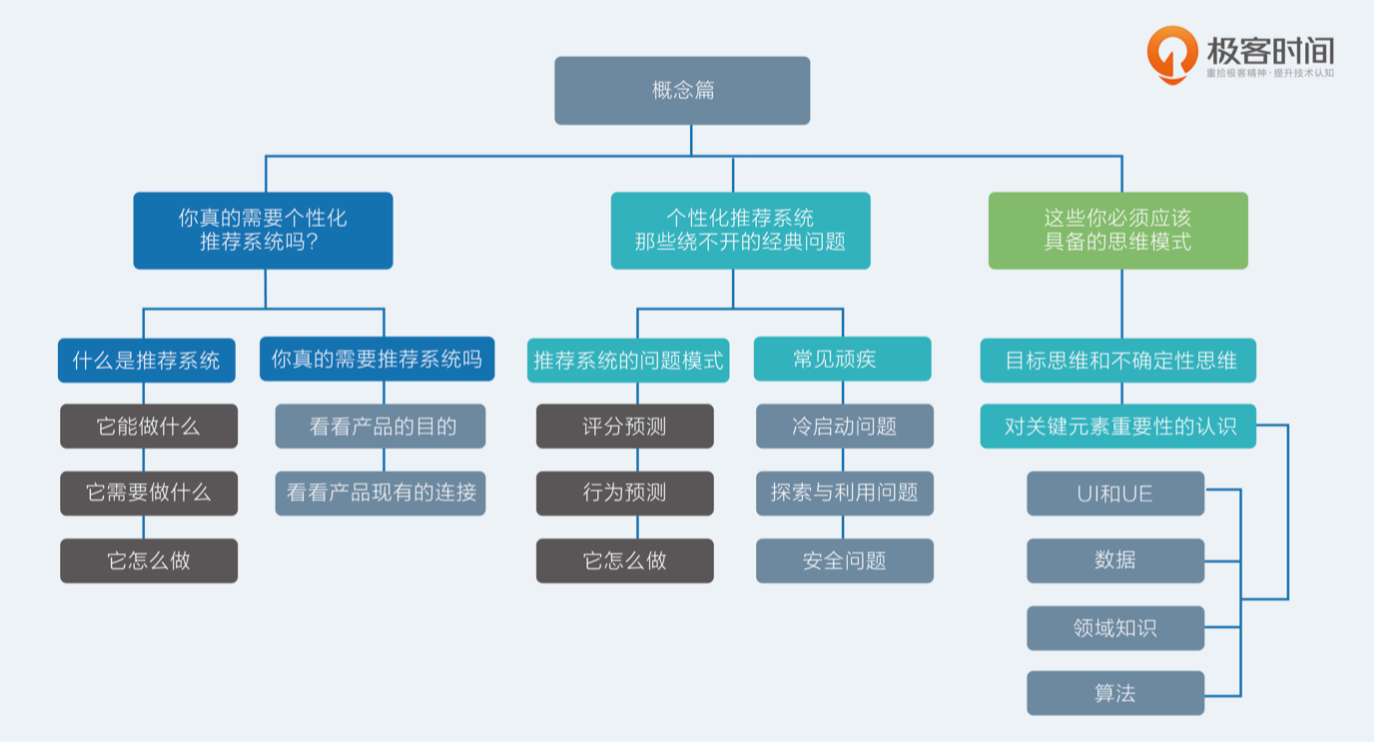 极客时间
重拾极客精神·提升技术认知
概念篇
你真的需要个性化
推荐系统吗?
个性化推荐系统
那些绕不开的经典问题
这些你必须应该
具备的思维模式
什么是推荐系统
它能做什么
它需要做什么
它怎么做
你真的需要推荐系统吗
看看产品的目的
看看产品现有的连接
推荐系统的问题模式
评分预测
行为预测
它怎么做
常见顽疾
冷启动问题
探索与利用问题
安全问题
目标思维和不确定性思维
对关键元素重要性的认识
UI和UE
数据
领域知识
算法